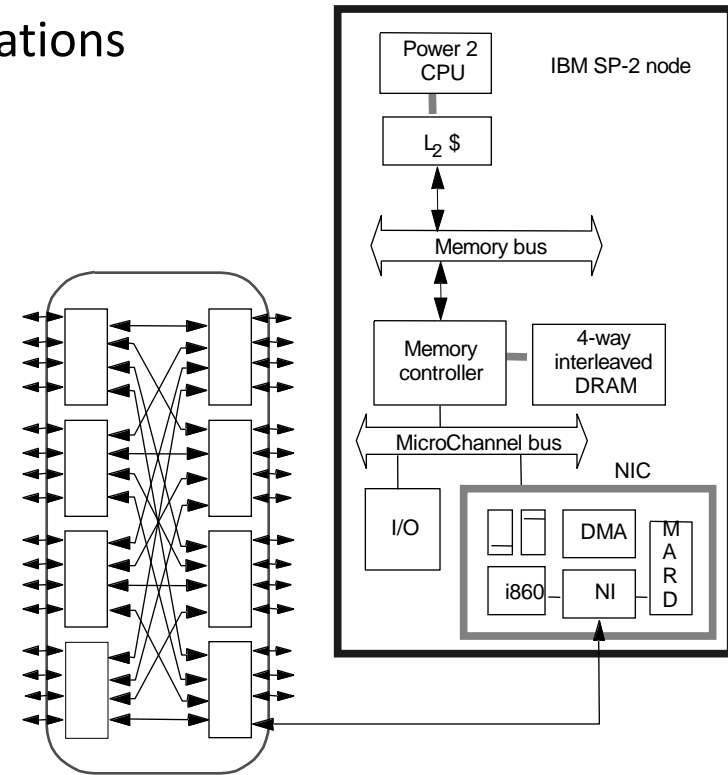 ations
Power 2
CPU
IBM SP-2 node
L2 $
Memory bus
Memory
controller
4-way
interleaved
DRAM
MicroChannel bus
NIC
I/O
DMA
i860
NI
M
A
R
D